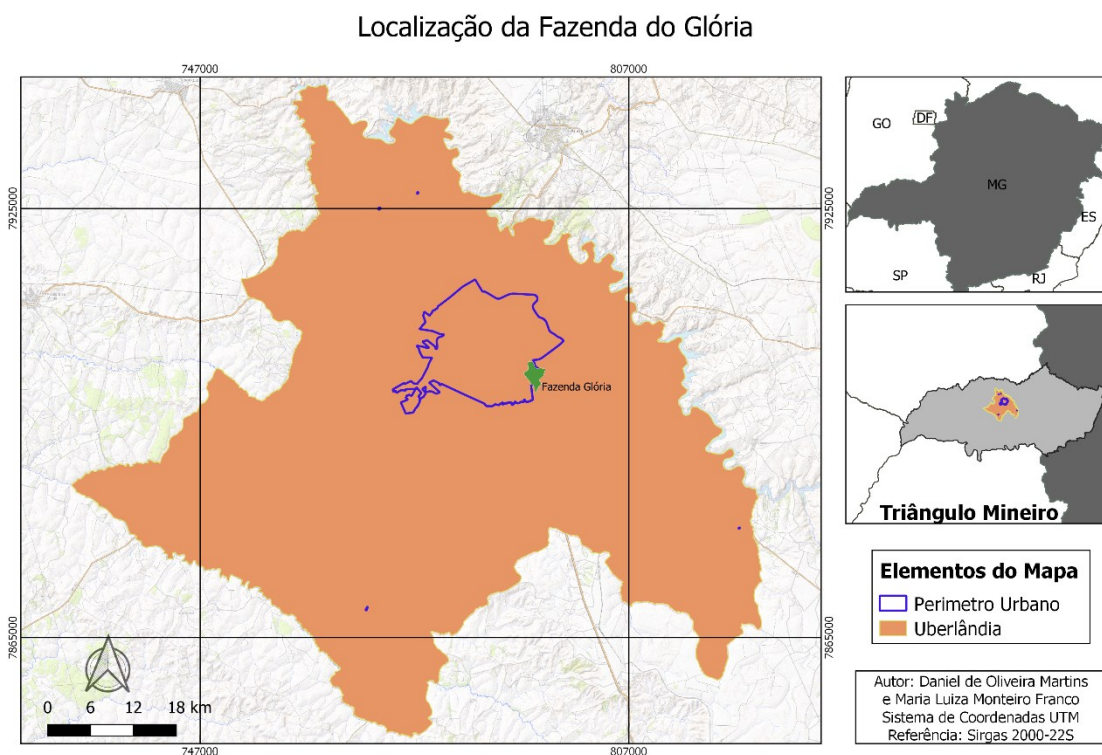 Localização da Fazenda do Glória
747000
807000
7925000
7925000
Fazenda Glória
7865000
7865000
0 6 12 18 km
747000
807000
GO
DF
MG
ES
SP
RJ
Triângulo Mineiro
Elementos do Mapa
Perimetro Urbano
Uberlândia
Autor: Daniel de Oliveira Martins
e Maria Luiza Monteiro Franco
Sistema de Coordenadas UTM
Referência: Sirgas 2000-22S